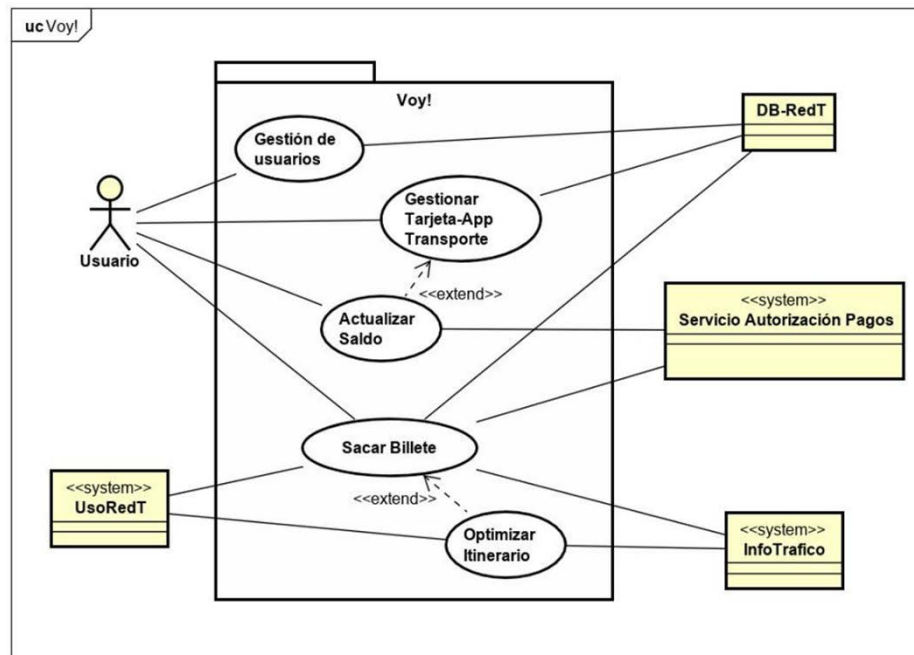 uc Voy!
Voy!
DB-RedT
Gestión de
usuarios
Gestionar
Tarjeta-App
Transporte
Usuario
<<extend>>
<<system>>
Servicio Autorización Pagos
Actualizar
Saldo
Sacar Billete
<<system>>
UsoRedT
<<extend>>
<<system>>
InfoTrafico
Optimizar
Itinerario